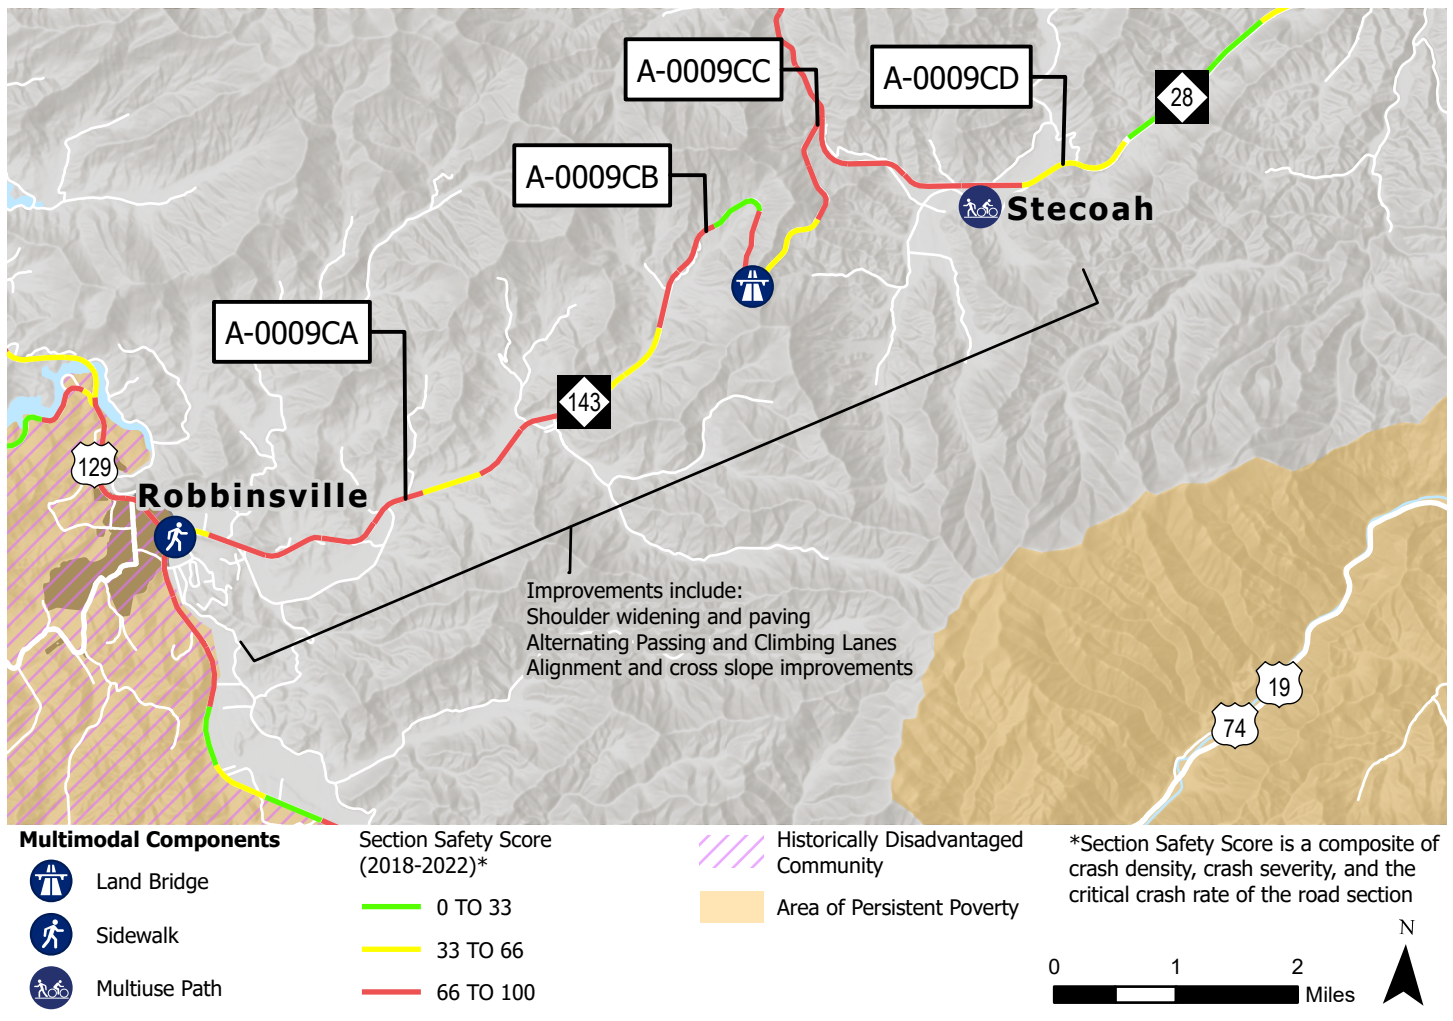 A-0009CC
A-0009CD
28
A-0009CB
Stecoah
A-0009CA
143
129
Robbinsville
Improvements include:
Shoulder widening and paving
Alternating Passing and Climbing Lanes
Alignment and cross slope improvements
19
74
Multimodal Components
Land Bridge
Sidewalk
Multiuse Path
Section Safety Score
(2018-2022)*
0 TO 33
33 TO 66
66 TO 100
Historically Disadvantaged
Community
Area of Persistent Poverty
*Section Safety Score is a composite of
crash density, crash severity, and the
critical crash rate of the road section
N
0 1 2
Miles